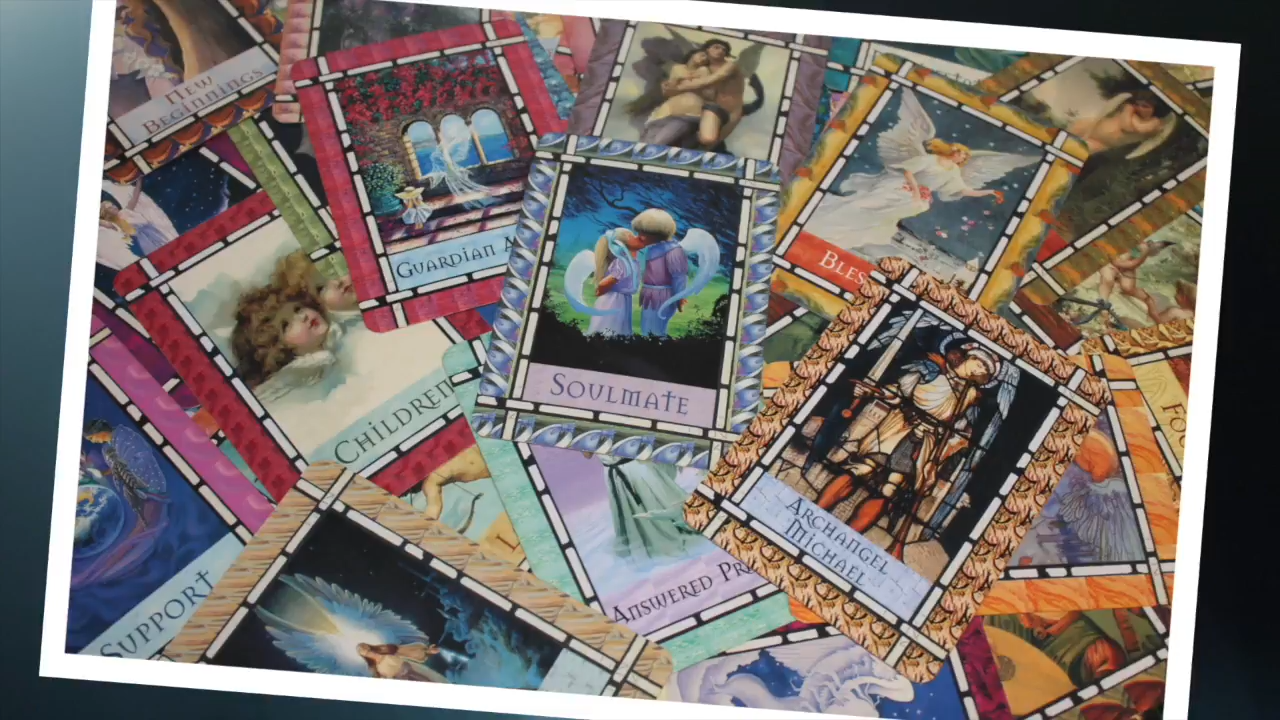 New
Beginnings
Guardian A
Bles
Soulmate
Children
Archangel
Michael
Answered Pr
Support